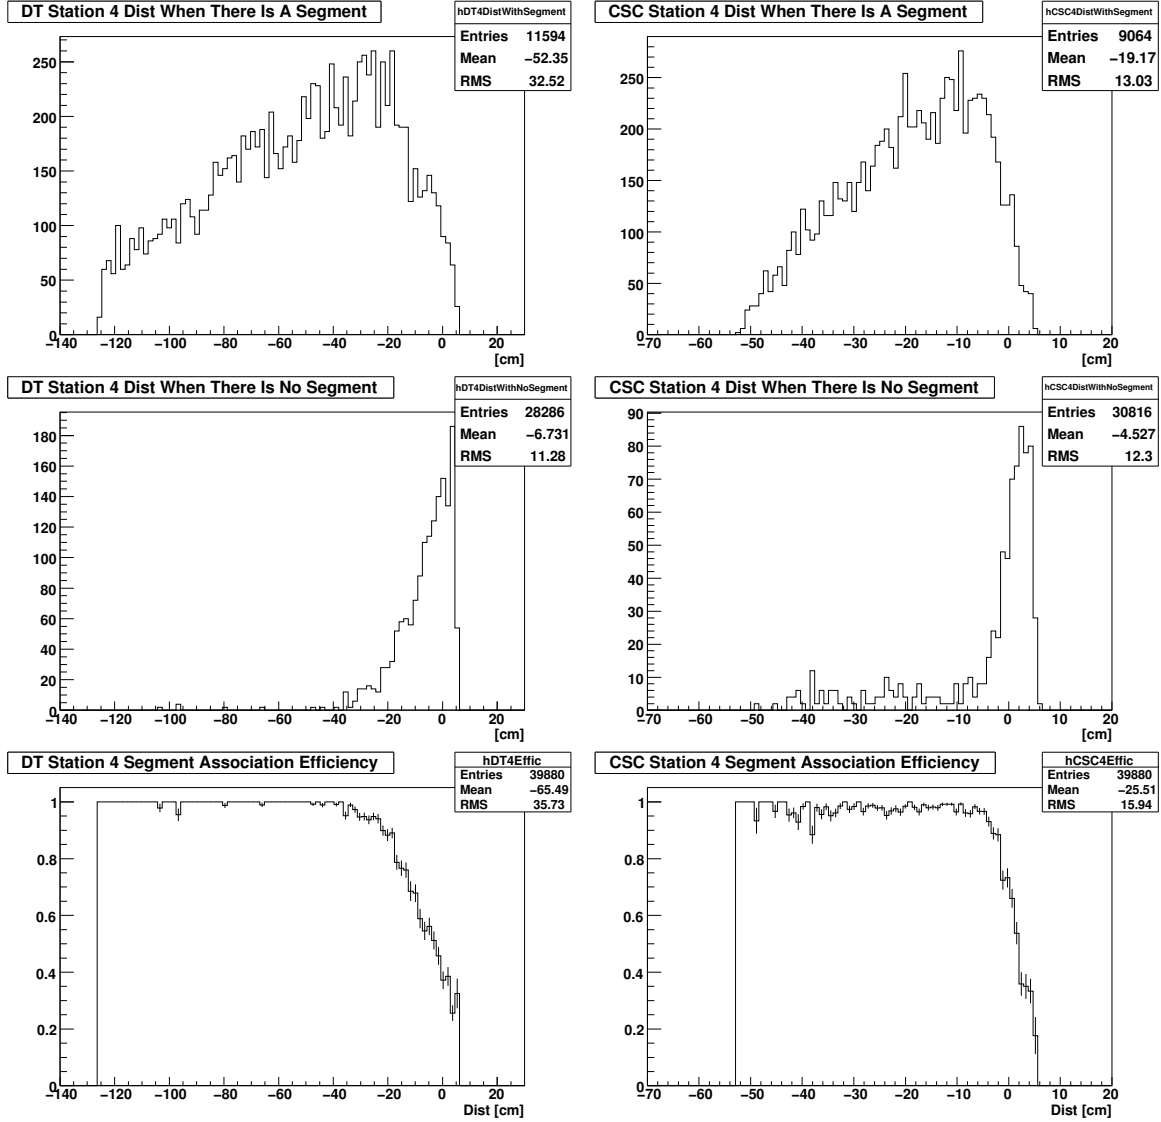 DT Station 4 Dist When There Is A Segment
hDT4DistWithSegment
Entries 11594
Mean −52.35
RMS 32.52
250
200
150
100
50
0
−140 −120 −100 −80 −60 −40 −20 0 20
[cm]
CSC Station 4 Dist When There Is A Segment
hCSC4DistWithSegment
Entries 9064
Mean −19.17
RMS 13.03
250
200
150
100
50
0
−70 −60 −50 −40 −30 −20 −10 0 10 20
[cm]
DT Station 4 Dist When There Is No Segment
hDT4DistWithNoSegment
Entries 28286
Mean −6.731
RMS 11.28
180
160
140
120
100
80
60
40
20
0
−140 −120 −100 −80 −60 −40 −20 0 20
[cm]
CSC Station 4 Dist When There Is No Segment
hCSC4DistWithNoSegment
Entries 30816
Mean −4.527
RMS 12.3
90
80
70
60
50
40
30
20
10
0
−70 −60 −50 −40 −30 −20 −10 0 10 20
[cm]
DT Station 4 Segment Association Efficiency
hDT4Effic
Entries 39880
Mean −65.49
RMS 35.73
1
0.8
0.6
0.4
0.2
0
−140 −120 −100 −80 −60 −40 −20 0 20
Dist [cm]
CSC Station 4 Segment Association Efficiency
hCSC4Effic
Entries 39880
Mean −25.51
RMS 15.94
1
0.8
0.6
0.4
0.2
0
−70 −60 −50 −40 −30 −20 −10 0 10 20
Dist [cm]